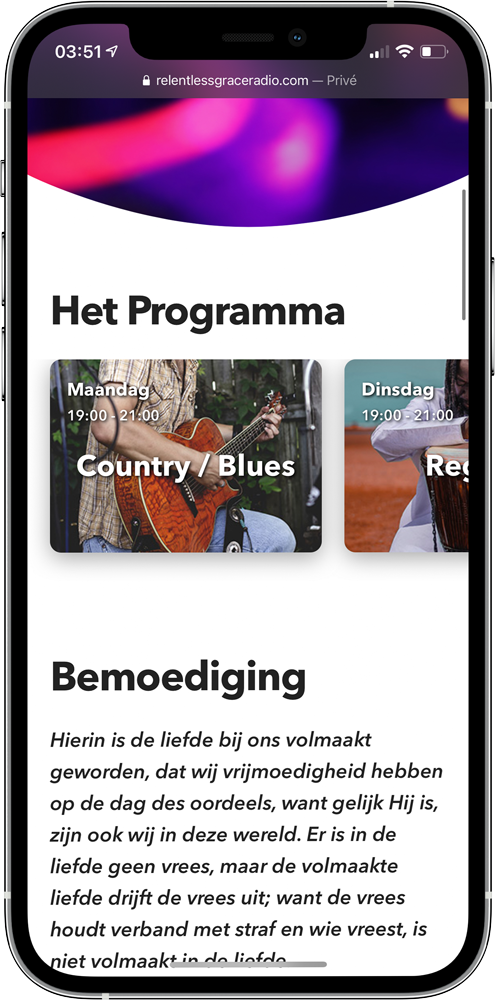 03:51
relentlessgraceradio.com — Privé
Het Programma
Maandag
19:00 - 21:00
Country / Blues
Dinsdag
19:00 - 21:00
Reg
Bemoediging
Hierin is de liefde bij ons volmaakt
geworden, dat wij vrijmoedigheid hebben
op de dag des oordeels, want gelijk Hij is,
zijn ook wij in deze wereld. Er is in de
liefde geen vrees, maar de volmaakte
liefde drijft de vrees uit; want de vrees
houdt verband met straf en wie vreest, is
niet volmaakt in de liefde.